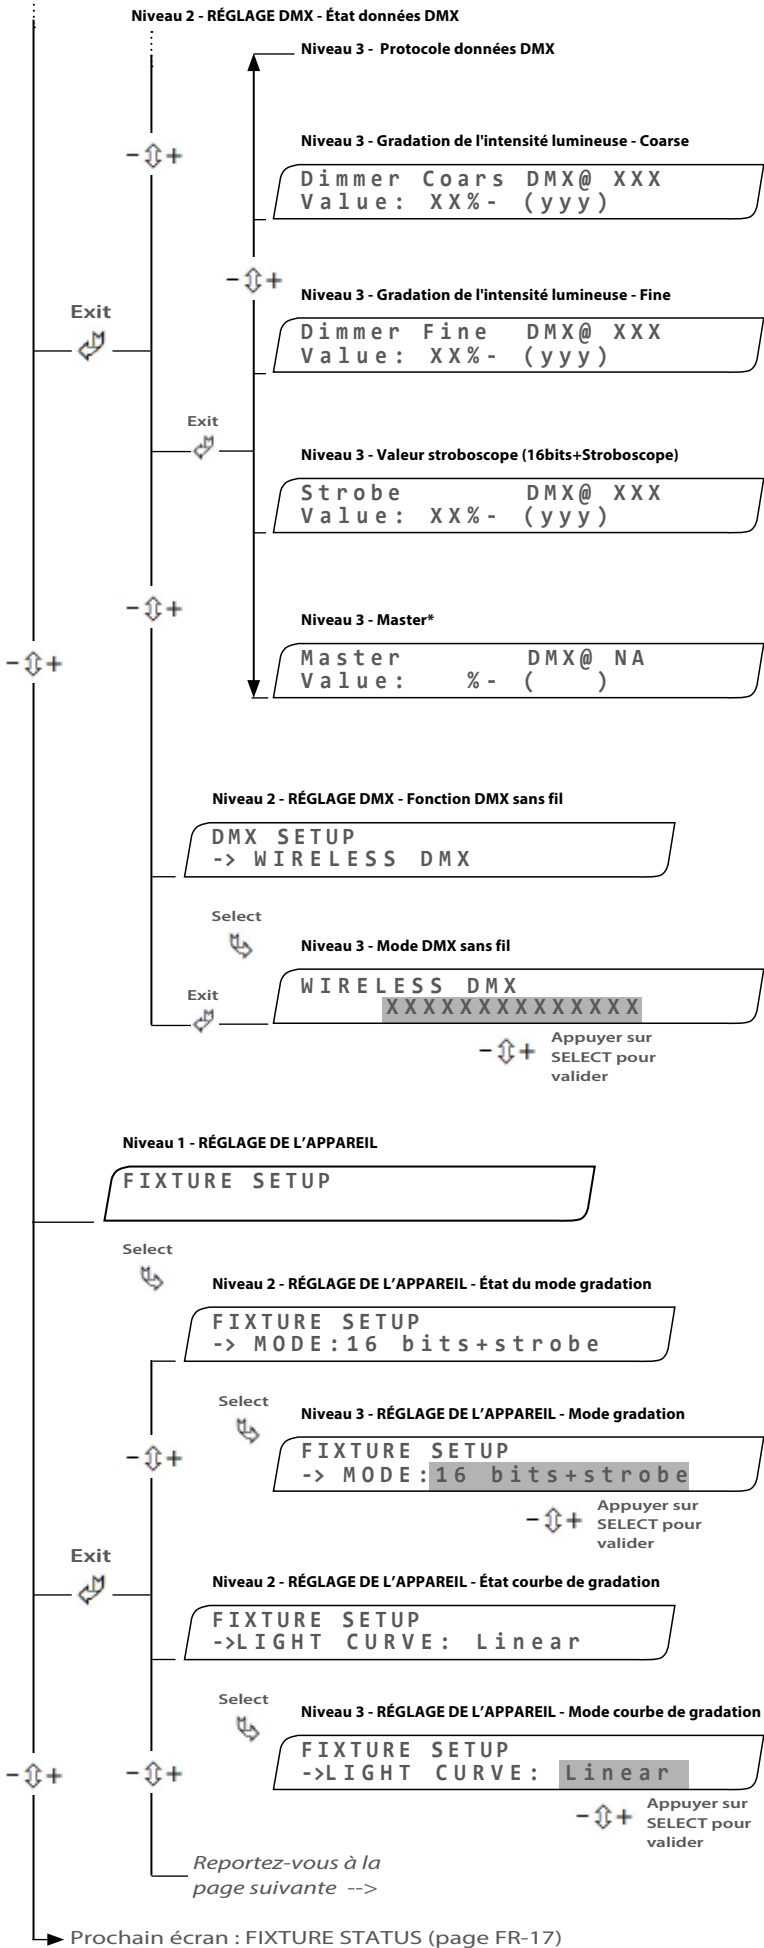 Niveau 2 - RÉGLAGE DMX - État données DMX
Niveau 3 - Protocole données DMX
Niveau 3 - Gradation de l'intensité lumineuse - Coarse
- +
Dimmer Coars DMX@ XXX
Value: XX%- (yyy)
- +
Niveau 3 - Gradation de l'intensité lumineuse - Fine
Exit
Dimmer Fine DMX@ XXX
Value: XX%- (yyy)
Exit
Niveau 3 - Valeur stroboscope (16bits+Stroboscope)
Strobe DMX@ XXX
Value: XX%- (yyy)
- +
Niveau 3 - Master*
- +
Master DMX@ NA
Value: %- ( )
Niveau 2 - RÉGLAGE DMX - Fonction DMX sans fil
DMX SETUP
-> WIRELESS DMX
Select
Niveau 3 - Mode DMX sans fil
Exit
WIRELESS DMX
XXXXXXXXXXXXXX
- +
Appuyer sur
SELECT pour
valider
Niveau 1 - RÉGLAGE DE L'APPAREIL
FIXTURE SETUP
Select
Niveau 2 - RÉGLAGE DE L'APPAREIL - État du mode gradation
FIXTURE SETUP
-> MODE:16 bits+strobe
Select
Niveau 3 - RÉGLAGE DE L'APPAREIL - Mode gradation
- +
FIXTURE SETUP
-> MODE:16 bits+strobe
- +
Appuyer sur
SELECT pour
valider
Exit
Niveau 2 - RÉGLAGE DE L'APPAREIL - État courbe de gradation
FIXTURE SETUP
->LIGHT CURVE: Linear
Select
Niveau 3 - RÉGLAGE DE L'APPAREIL - Mode courbe de gradation
- +
- +
FIXTURE SETUP
->LIGHT CURVE: Linear
- +
Appuyer sur
SELECT pour
valider
Reportez-vous à la
page suivante -->
Prochain écran : FIXTURE STATUS (page FR-17)